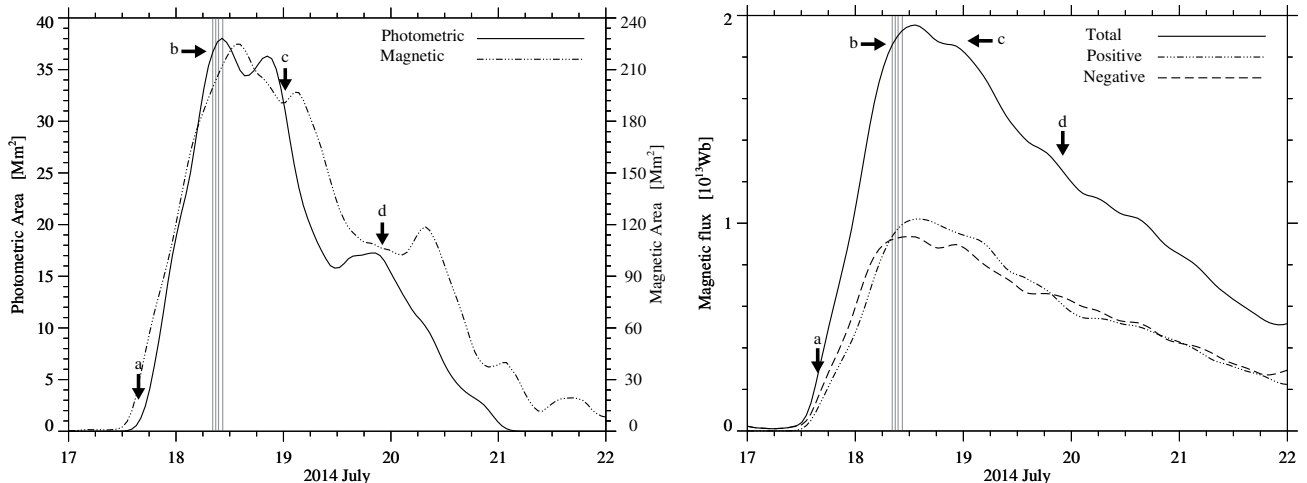 Photometric Area [Mm²]
40
35
30
25
20
15
10
5
0
Photometric
Magnetic
a
b
c
d
240
210
180
150
120
90
60
30
0
Magnetic Area [Mm²]
17 18 19 20 21 22
2014 July
Magnetic flux [10¹³Wb]
2
1
0
Total
Positive
Negative
a
b
c
d
17 18 19 20 21 22
2014 July